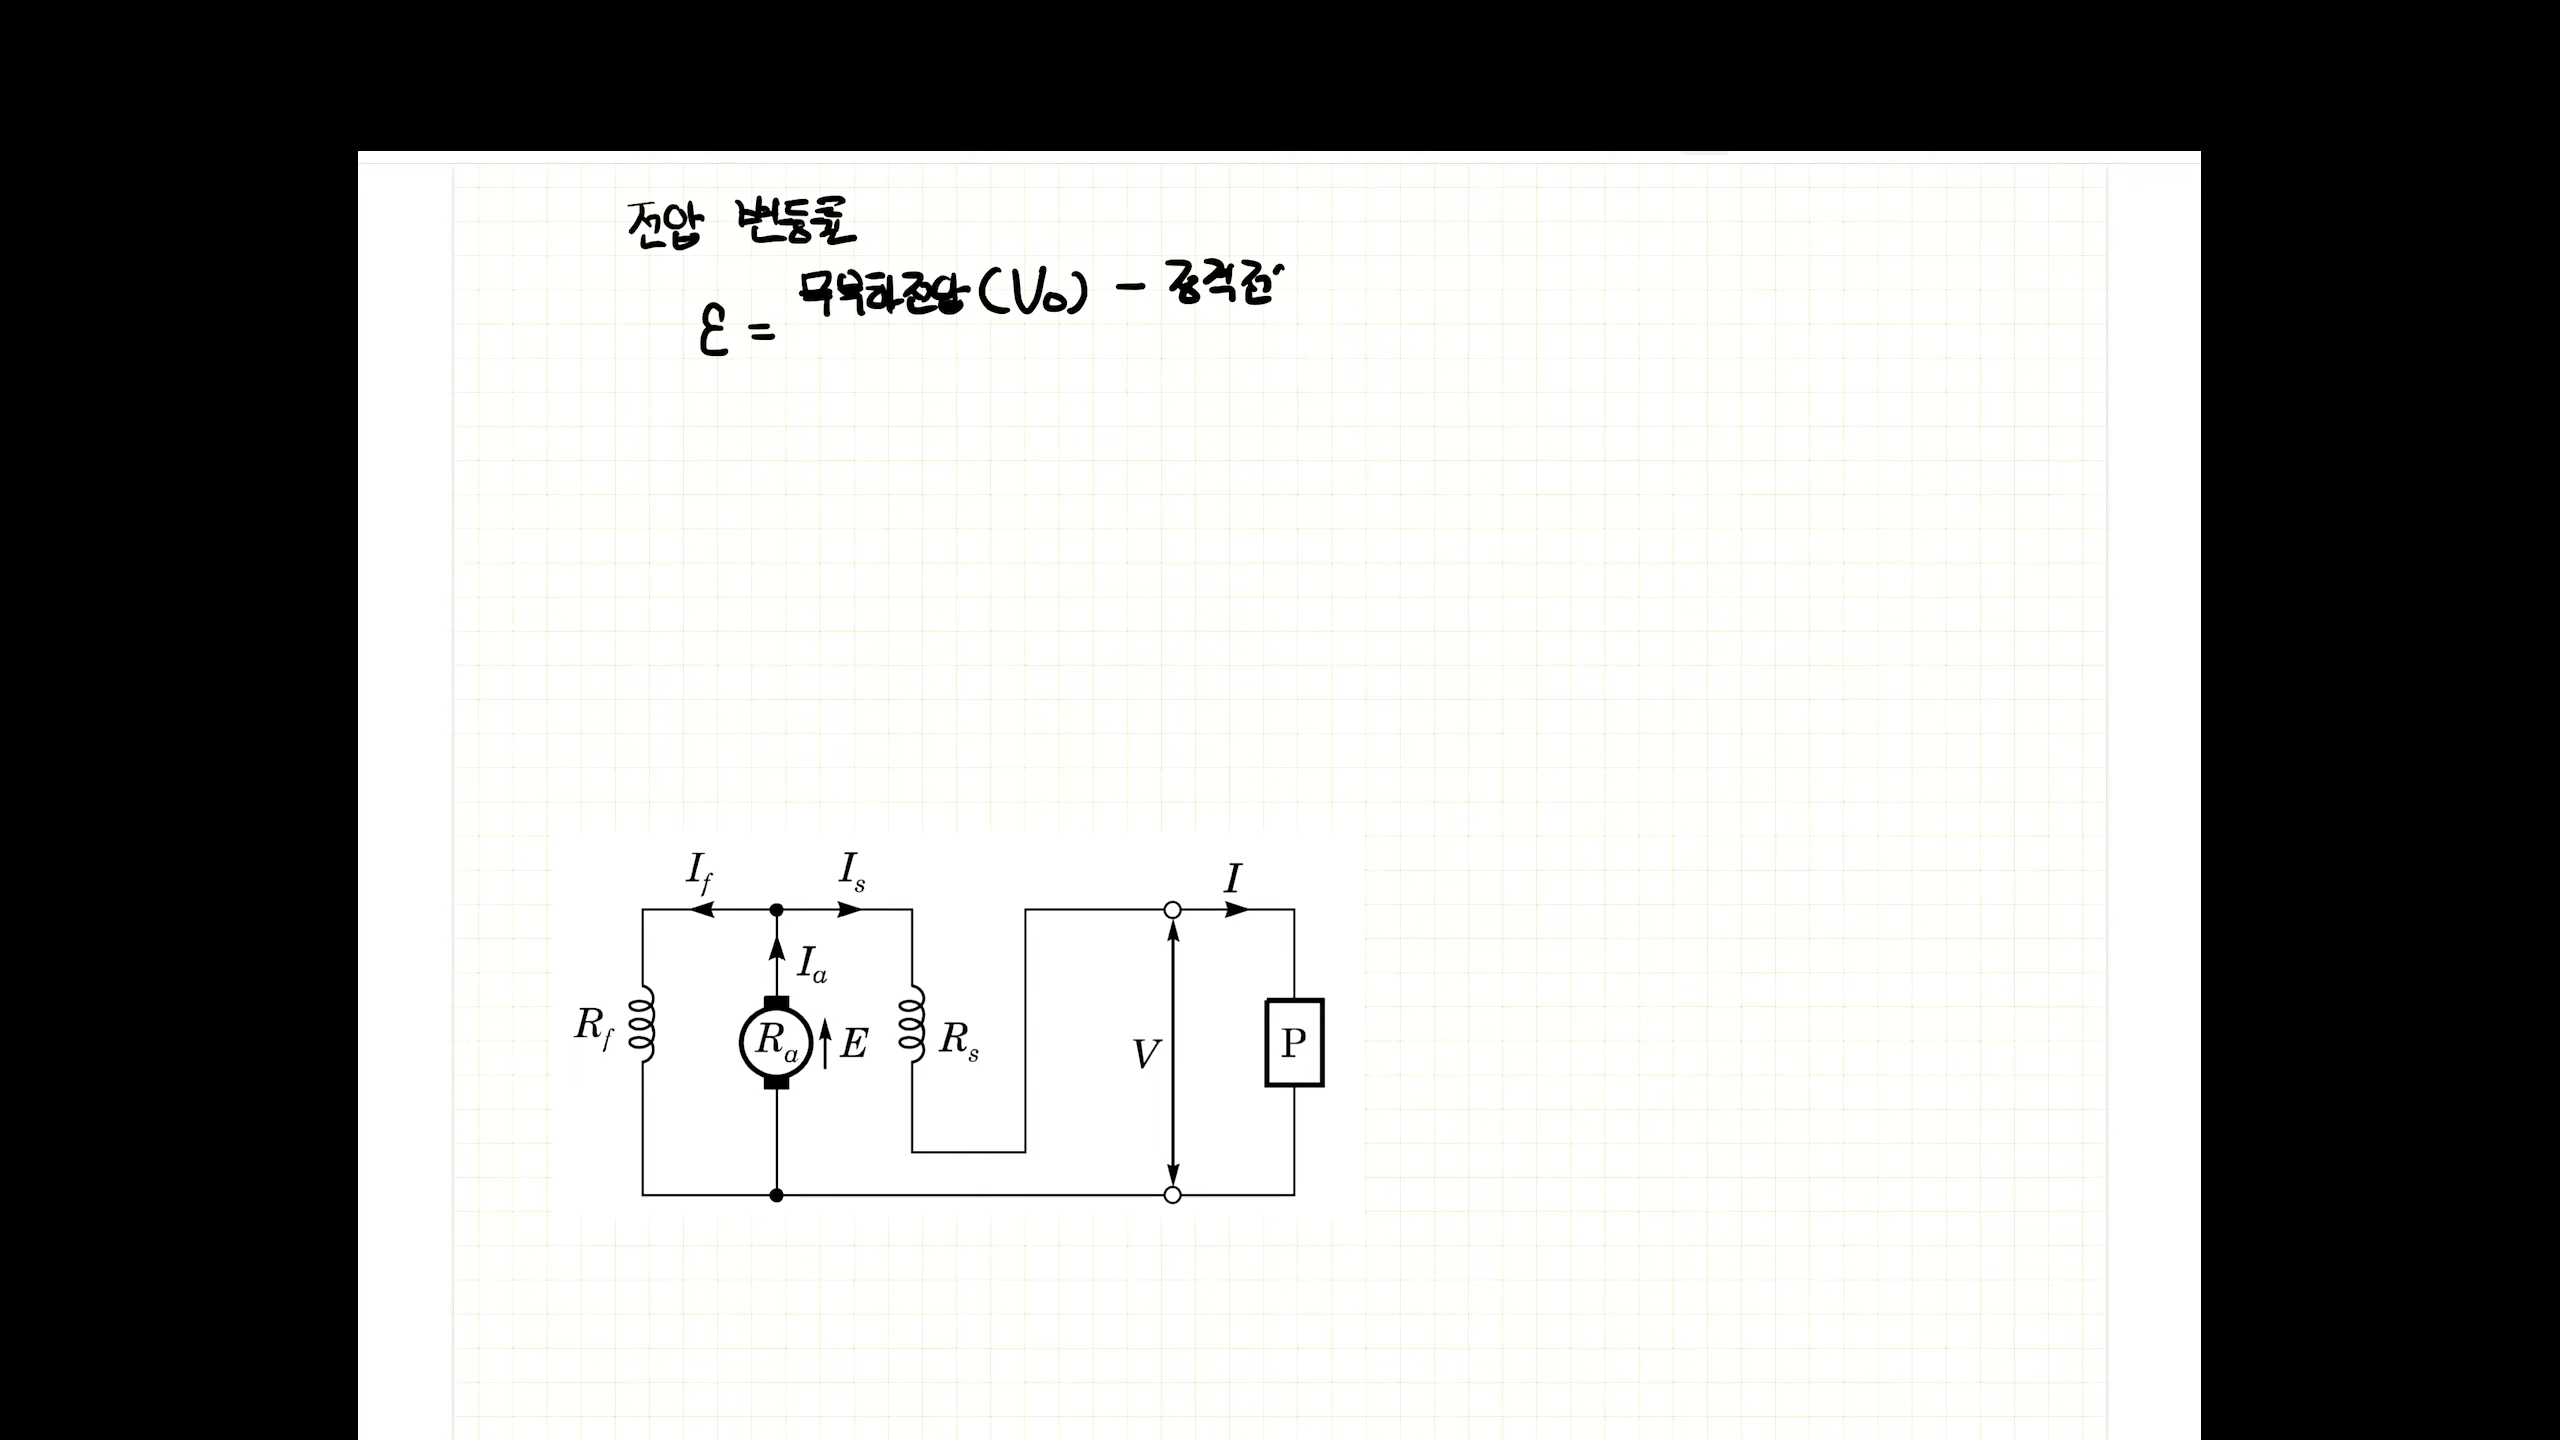 전압 변동률
ε = 무부하전압(V₀) - 정격전
I_f
I_s
I
I_a
R_f
R_a
E
R_s
V
P